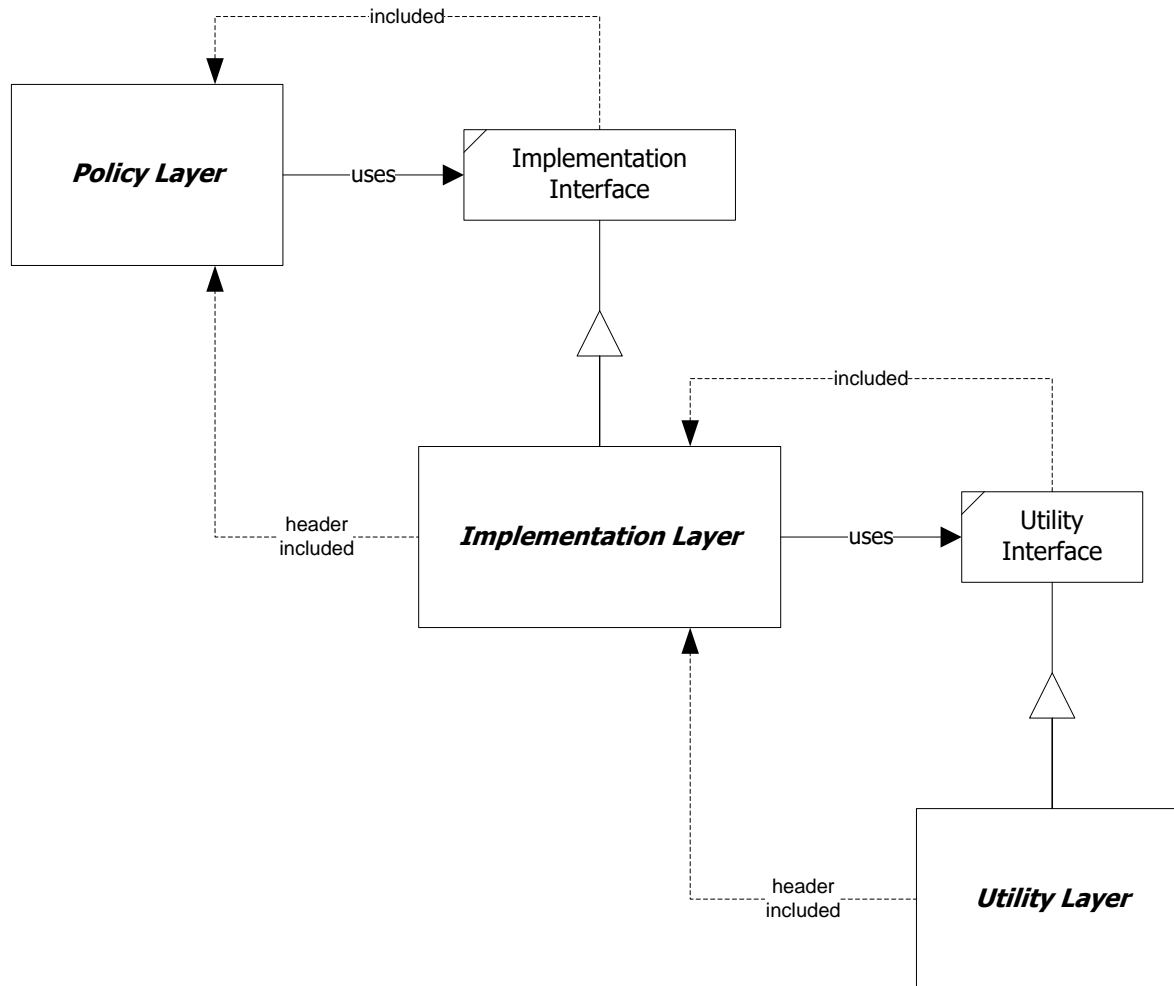 included
Policy Layer
uses
Implementation
Interface
included
header
included
Implementation Layer
uses
Utility
Interface
header
included
Utility Layer